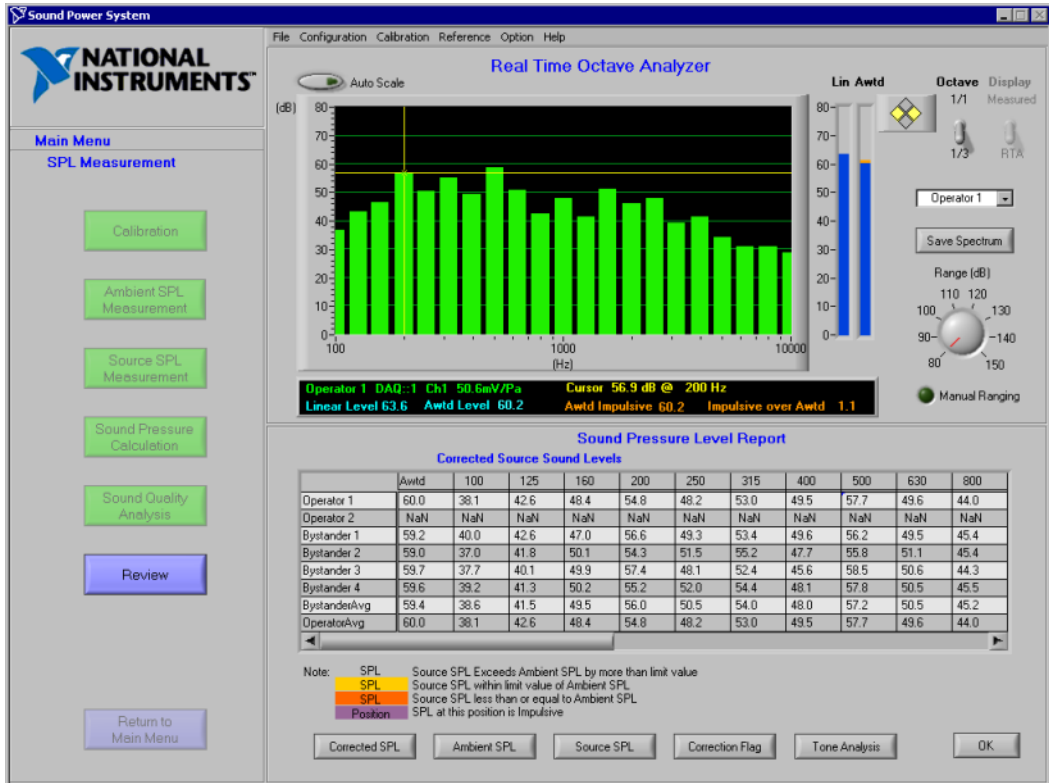 Sound Power System
File Configuration Calibration Reference Option Help
NATIONAL
INSTRUMENTS™
Main Menu
SPL Measurement
Calibration
Ambient SPL
Measurement
Source SPL
Measurement
Sound Pressure
Calculation
Sound Quality
Analysis
Review
Return to
Main Menu
Real Time Octave Analyzer
Auto Scale
(dB)
80
70
60
50
40
30
20
10
0
100 1000 10000
(Hz)
Lin Awtd
80
70
60
50
40
30
20
10
0
Octave Display
1/1 Measured
1/3 RTA
Operator 1
Save Spectrum
Range (dB)
110 120
100 130
90 140
80 150
Manual Ranging
Operator 1 DAQ::1 Ch1 50.6mV/Pa Cursor 56.9 dB @ 200 Hz
Linear Level 63.6 Awtd Level 60.2 Awtd Impulsive 60.2 Impulsive over Awtd 1.1
Sound Pressure Level Report
Corrected Source Sound Levels
Awtd 100 125 160 200 250 315 400 500 630 800
Operator 1 60.0 38.1 42.6 48.4 54.8 48.2 53.0 49.5 57.7 49.6 44.0
Operator 2 NaN NaN NaN NaN NaN NaN NaN NaN NaN NaN NaN
Bystander 1 59.2 40.0 42.6 47.0 56.6 49.3 53.4 49.6 56.2 49.5 45.4
Bystander 2 59.0 37.0 41.8 50.1 54.3 51.5 55.2 47.7 55.8 51.1 45.4
Bystander 3 59.7 37.7 40.1 49.9 57.4 48.1 52.4 45.6 58.5 50.6 44.3
Bystander 4 59.6 39.2 41.3 50.2 55.2 52.0 54.4 48.1 57.8 50.5 45.5
BystanderAvg 59.4 38.6 41.5 49.5 56.0 50.5 54.0 48.0 57.2 50.5 45.2
OperatorAvg 60.0 38.1 42.6 48.4 54.8 48.2 53.0 49.5 57.7 49.6 44.0
Note: SPL Source SPL Exceeds Ambient SPL by more than limit value
SPL Source SPL within limit value of Ambient SPL
SPL Source SPL less than or equal to Ambient SPL
Position SPL at this position is Impulsive
Corrected SPL Ambient SPL Source SPL Correction Flag Tone Analysis OK